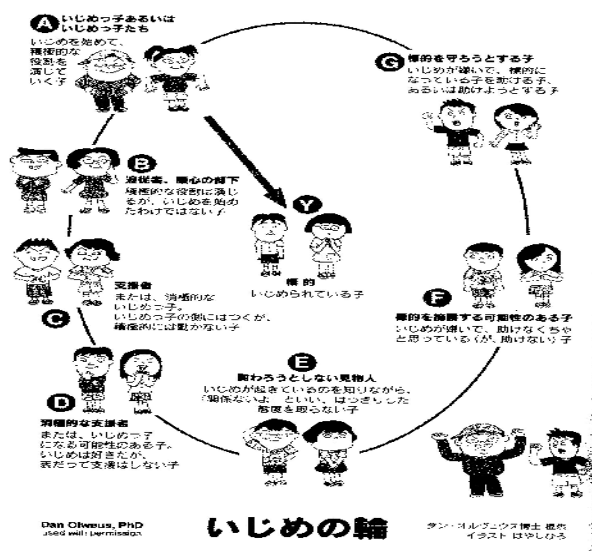 A いじめっ子あるいは
いじめっ子たち
いじめを始めて、
積極的な
役割を
演じて
いく子
G 標的を守ろうとする子
いじめが嫌いで、標的に
なっている子を助ける子、
あるいは助けようとする子
B
追従者、腹心の部下
積極的な役割に演じ
るが、いじめを始め
たわけではない子
Y
標的
いじめられている子
C
支援者
または、消極的な
いじめっ子。
いじめっ子の側にはつくが、
積極的には動かない子
F
標的を擁護する可能性のある子
いじめが嫌いで、助けなくちゃ
と思っている(が、助けない)子
D
消極的な支援者
または、いじめっ子
になる可能性のある子。
いじめは好きだが、
表だって支援はしない子
E
関わろうとしない見物人
いじめが起きているのを知りながら、
「関係ないよ」といい、はっきりした
態度を取らない子
Dan Olweus, PhD
used with permission
いじめの輪
ダン・オルヴェウス博士 提供
イラスト はやしひろ